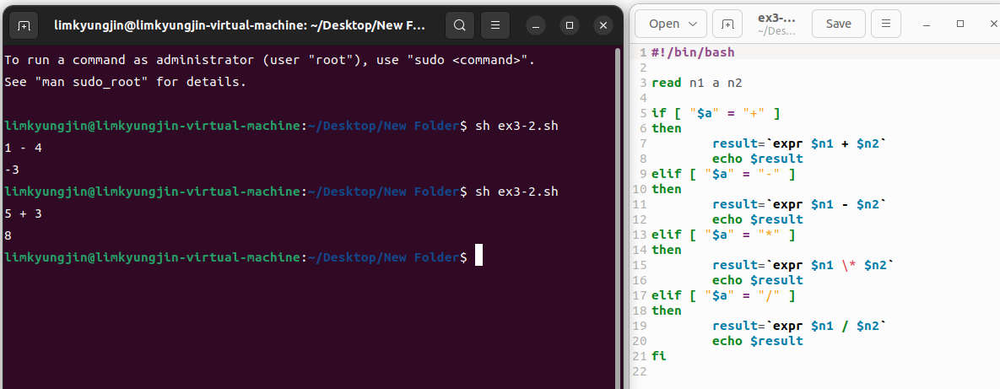 limkyungjin@limkyungjin-virtual-machine: ~/Desktop/New F...
To run a command as administrator (user "root"), use "sudo <command>".
See "man sudo_root" for details.
limkyungjin@limkyungjin-virtual-machine:~/Desktop/New Folder$ sh ex3-2.sh
1 - 4
-3
limkyungjin@limkyungjin-virtual-machine:~/Desktop/New Folder$ sh ex3-2.sh
5 + 3
8
limkyungjin@limkyungjin-virtual-machine:~/Desktop/New Folder$
Open
ex3-...
~/Des...
Save
1 #!/bin/bash
2
3 read n1 a n2
4
5 if [ "$a" = "+" ]
6 then
7         result=`expr $n1 + $n2`
8         echo $result
9 elif [ "$a" = "-" ]
10 then
11         result=`expr $n1 - $n2`
12         echo $result
13 elif [ "$a" = "*" ]
14 then
15         result=`expr $n1 \* $n2`
16         echo $result
17 elif [ "$a" = "/" ]
18 then
19         result=`expr $n1 / $n2`
20         echo $result
21 fi
22